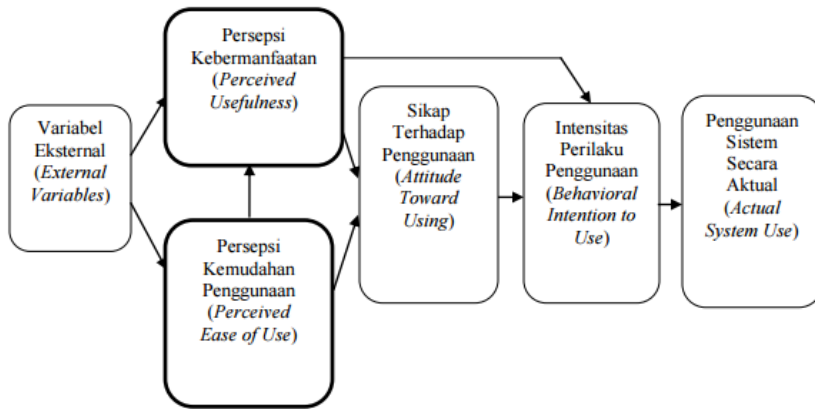 Persepsi
Kebermanfaatan
(Perceived
Usefulness)
Variabel
Eksternal
(External
Variables)
Persepsi
Kemudahan
Penggunaan
(Perceived
Ease of Use)
Sikap
Terhadap
Penggunaan
(Attitude
Toward
Using)
Intensitas
Perilaku
Penggunaan
(Behavioral
Intention to
Use)
Penggunaan
Sistem
Secara
Aktual
(Actual
System Use)